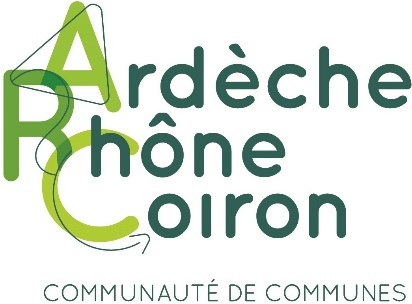 Ardèche
Rhône
Coiron
COMMUNAUTÉ DE COMMUNES